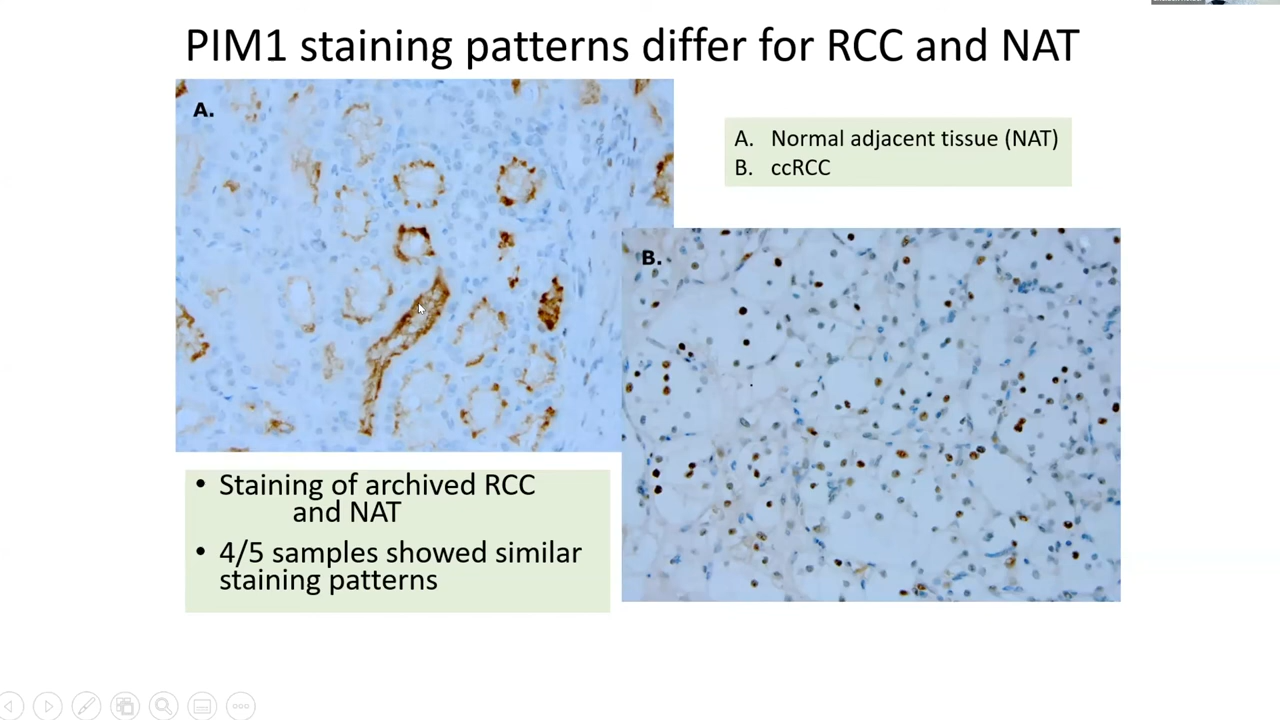 PIM1 staining patterns differ for RCC and NAT
A.
A. Normal adjacent tissue (NAT)
B. ccRCC
B.
• Staining of archived RCC
and NAT
• 4/5 samples showed similar
staining patterns